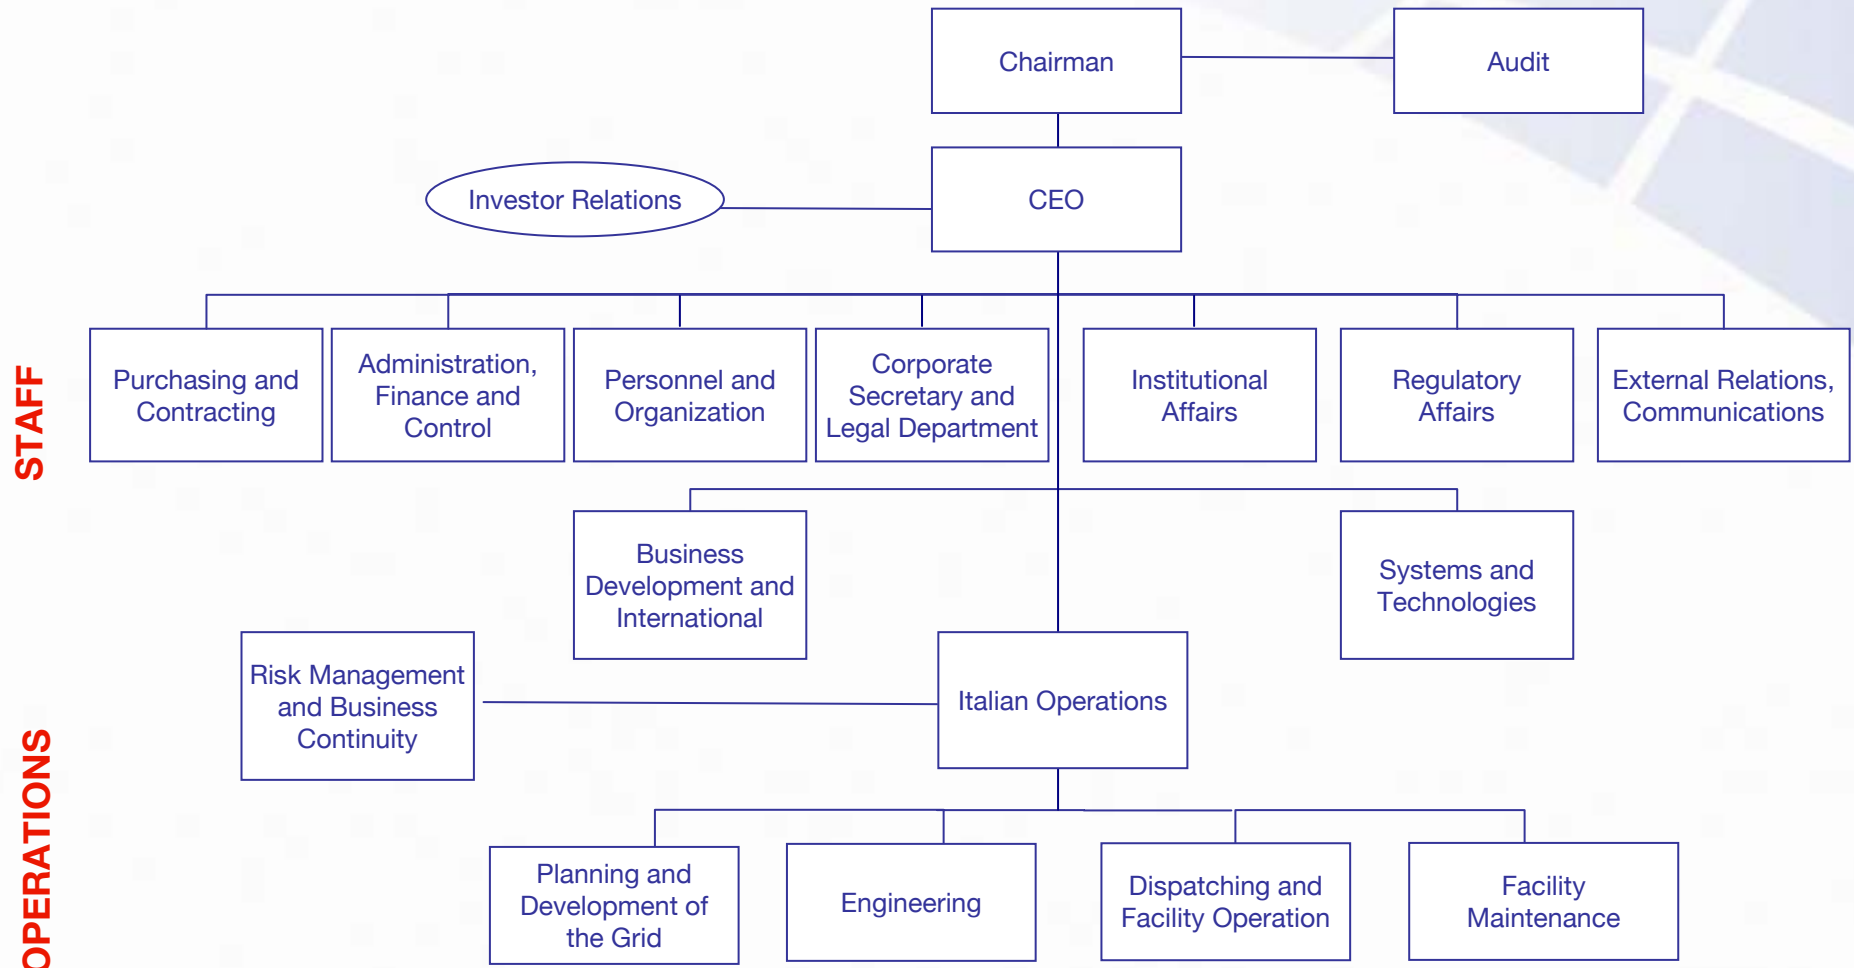 Chairman
Audit
Investor Relations
CEO
STAFF
Purchasing and
Contracting
Administration,
Finance and
Control
Personnel and
Organization
Corporate
Secretary and
Legal Department
Institutional
Affairs
Regulatory
Affairs
External Relations,
Communications
Business
Development and
International
Systems and
Technologies
OPERATIONS
Risk Management
and Business
Continuity
Italian Operations
Planning and
Development of
the Grid
Engineering
Dispatching and
Facility Operation
Facility
Maintenance